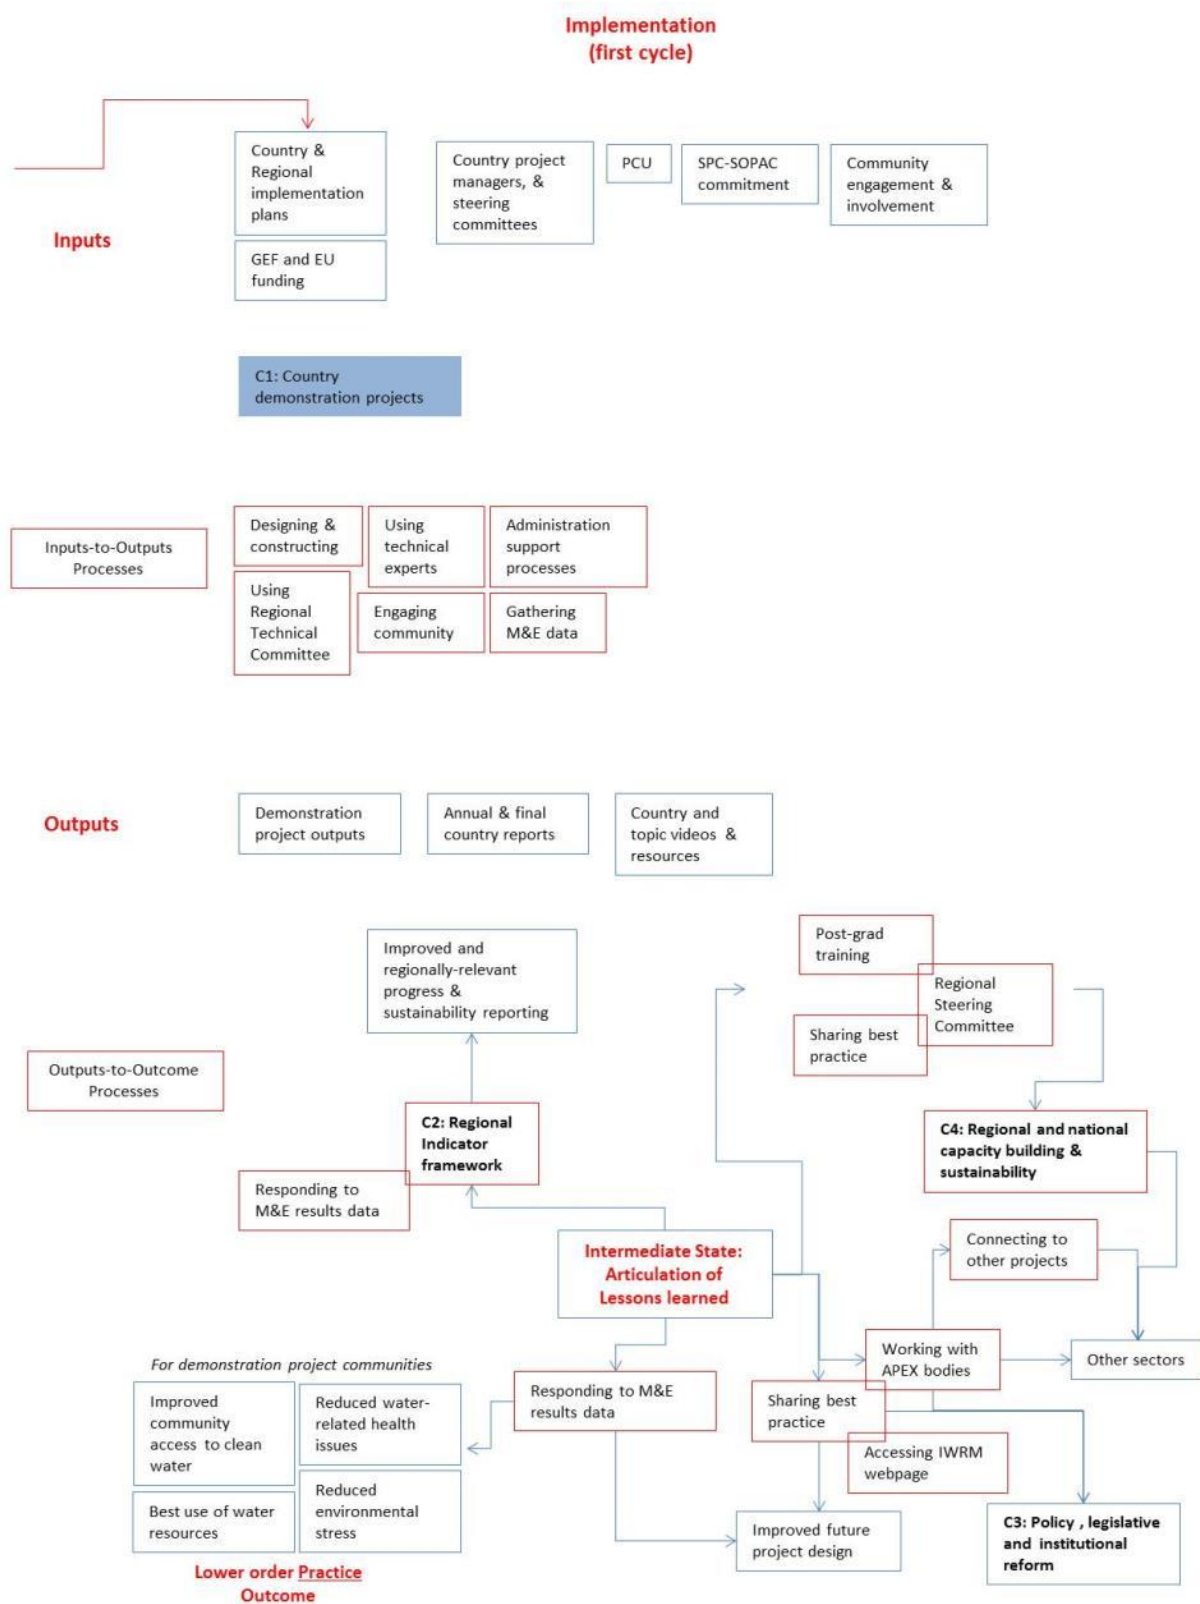 Implementation
(first cycle)
Country &
Regional
implementation
plans
Country project
managers, &
steering
committees
PCU
SPC-SOPAC
commitment
Community
engagement &
involvement
Inputs
GEF and EU
funding
C1: Country
demonstration projects
Inputs-to-Outputs
Processes
Designing &
constructing
Using
technical
experts
Administration
support
processes
Using
Regional
Technical
Committee
Engaging
community
Gathering
M&E data
Outputs
Demonstration
project outputs
Annual & final
country reports
Country and
topic videos &
resources
Improved and
regionally-relevant
progress &
sustainability reporting
Post-grad
training
Regional
Steering
Committee
Sharing best
practice
Outputs-to-Outcome
Processes
C2: Regional
Indicator
framework
C4: Regional and national
capacity building &
sustainability
Responding to
M&E results data
Intermediate State:
Articulation of
Lessons learned
Connecting to
other projects
Working with
APEX bodies
Other sectors
For demonstration project communities
Improved
community
access to clean
water
Reduced water-
related health
issues
Responding to M&E
results data
Sharing best
practice
Accessing IWRM
webpage
Best use of water
resources
Reduced
environmental
stress
Improved future
project design
C3: Policy , legislative
and institutional
reform
Lower order Practice
Outcome